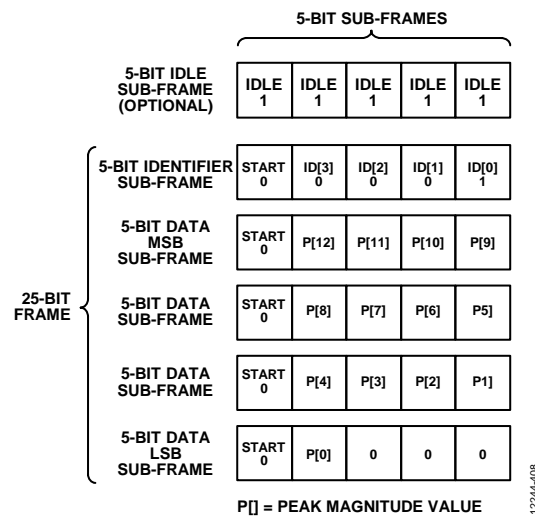 5-BIT SUB-FRAMES
5-BIT IDLE
SUB-FRAME
(OPTIONAL)
IDLE
1
IDLE
1
IDLE
1
IDLE
1
IDLE
1
25-BIT
FRAME
5-BIT IDENTIFIER
SUB-FRAME
START
0
ID[3]
0
ID[2]
0
ID[1]
0
ID[0]
1
5-BIT DATA
MSB
SUB-FRAME
START
0
P[12]
P[11]
P[10]
P[9]
5-BIT DATA
SUB-FRAME
START
0
P[8]
P[7]
P[6]
P5]
5-BIT DATA
SUB-FRAME
START
0
P[4]
P[3]
P[2]
P1]
5-BIT DATA
LSB
SUB-FRAME
START
0
P[0]
0
0
0
P[] = PEAK MAGNITUDE VALUE
12244-408